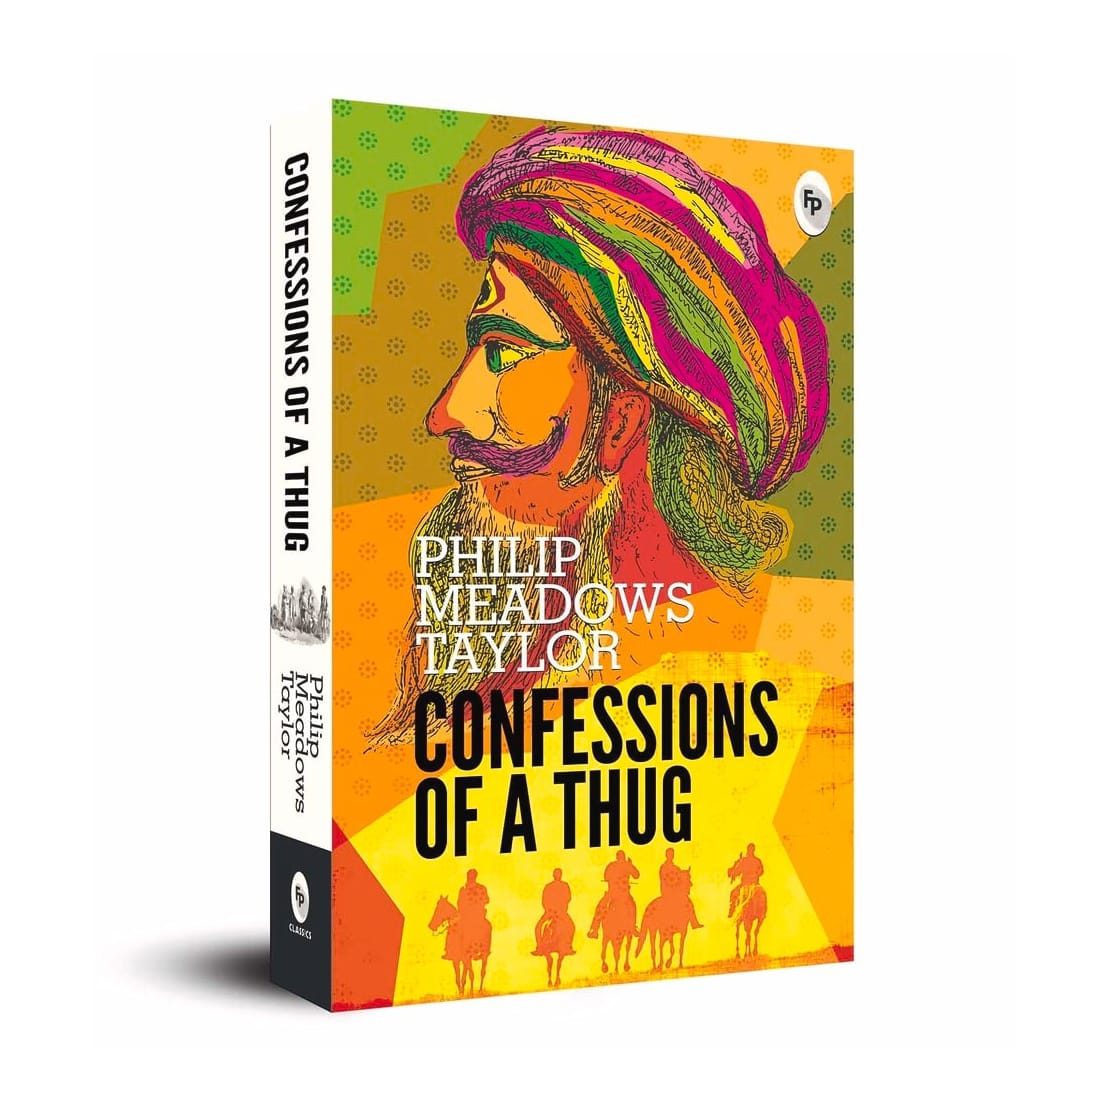 CONFESSIONS OF A THUG
Philip
Meadows
Taylor
FP
CLASSICS
FP
PHILIP
MEADOWS
TAYLOR
CONFESSIONS
OF A THUG